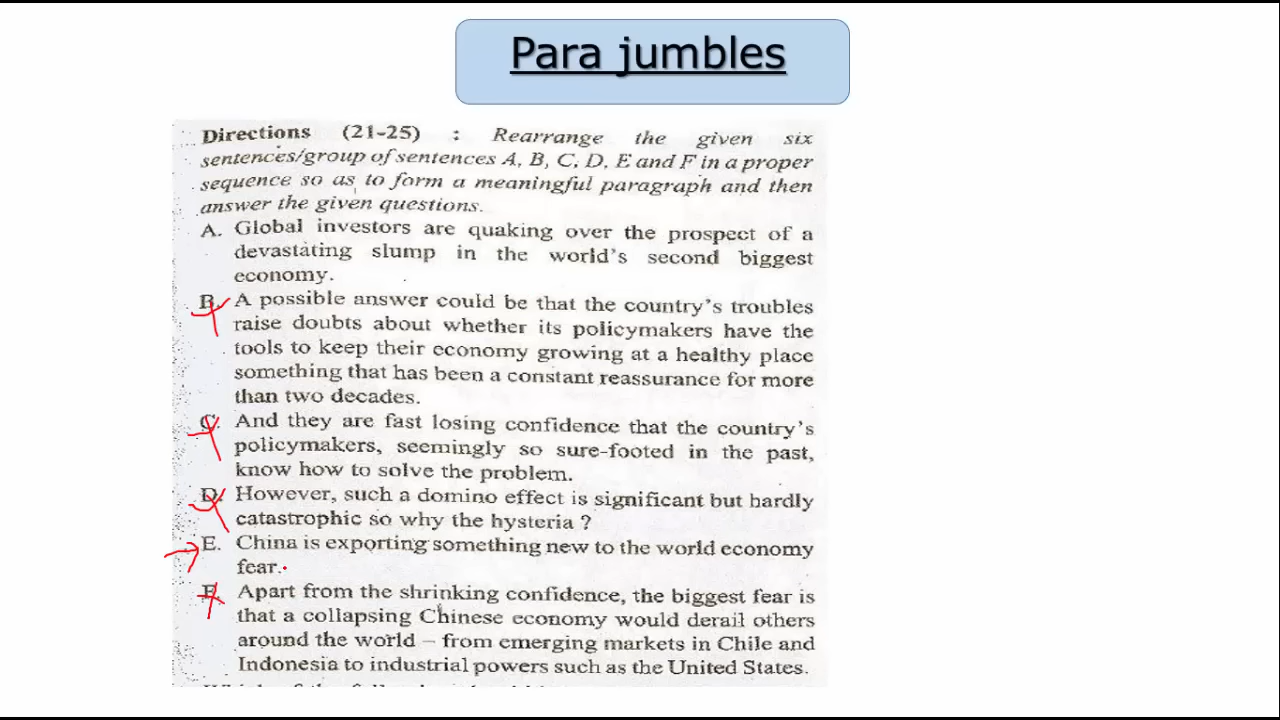 Para jumbles
Directions (21-25) : Rearrange the given six
sentences/group of sentences A, B, C, D, E and F in a proper
sequence so as to form a meaningful paragraph and then
answer the given questions.
A. Global investors are quaking over the prospect of a
devastating slump in the world's second biggest
economy.
B. A possible answer could be that the country's troubles
raise doubts about whether its policymakers have the
tools to keep their economy growing at a healthy place
something that has been a constant reassurance for more
than two decades.
C. And they are fast losing confidence that the country's
policymakers, seemingly so sure-footed in the past,
know how to solve the problem.
D. However, such a domino effect is significant but hardly
catastrophic so why the hysteria ?
E. China is exporting something new to the world economy
fear.
F. Apart from the shrinking confidence, the biggest fear is
that a collapsing Chinese economy would derail others
around the world – from emerging markets in Chile and
Indonesia to industrial powers such as the United States.